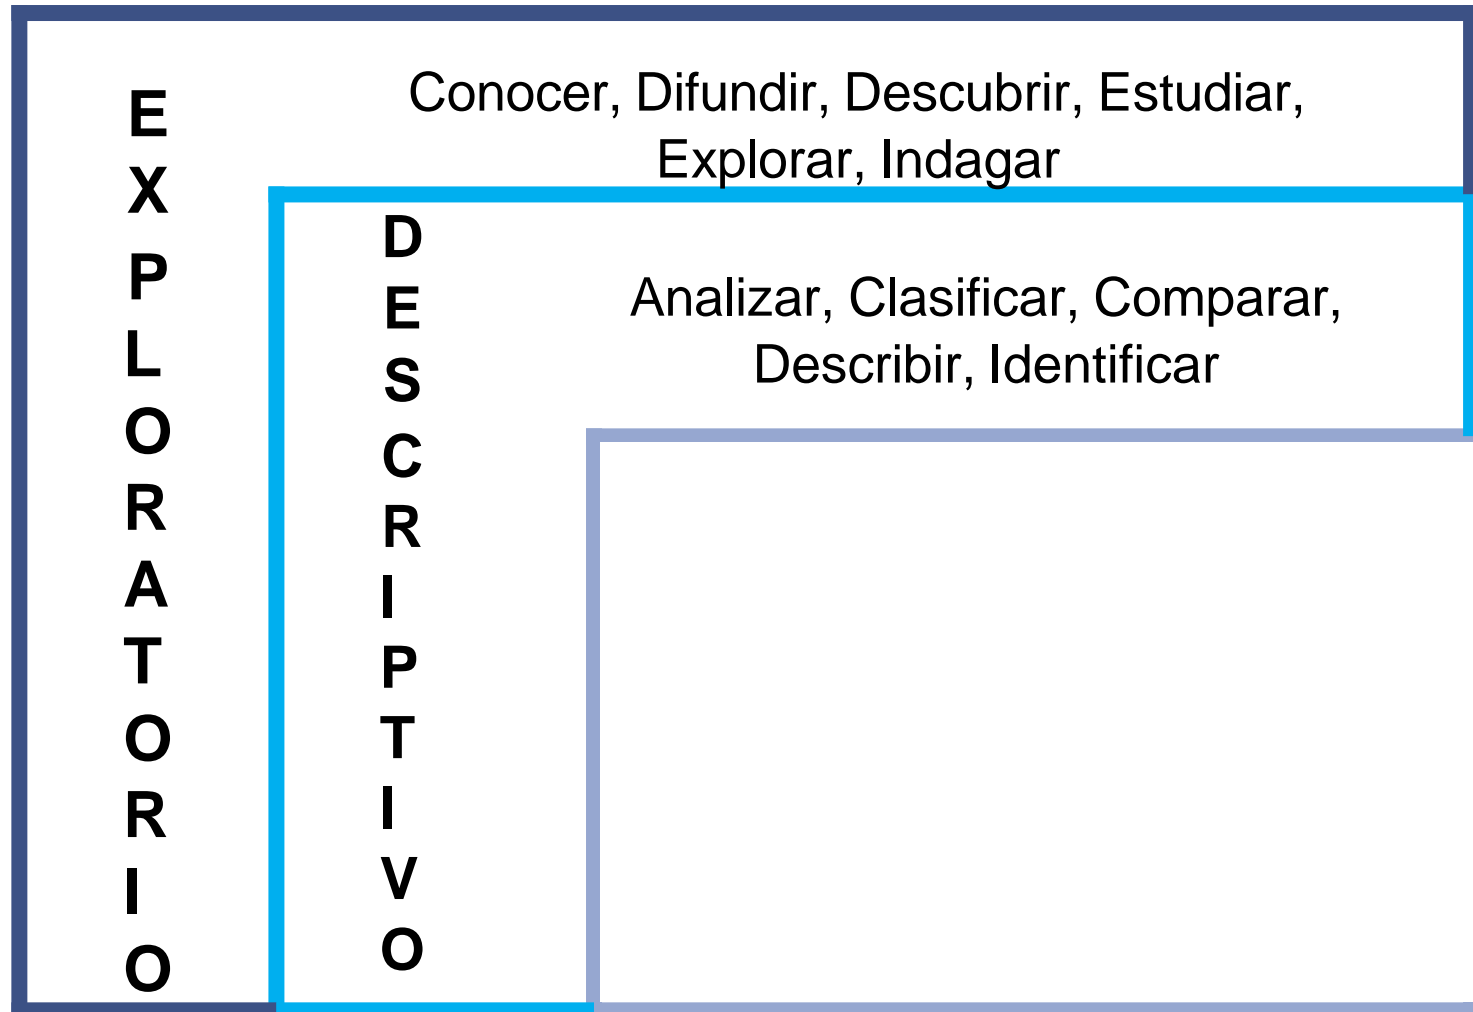 EXPLORATORIO
Conocer, Difundir, Descubrir, Estudiar,
Explorar, Indagar
DESCRIPTIVO
Analizar, Clasificar, Comparar,
Describir, Identificar